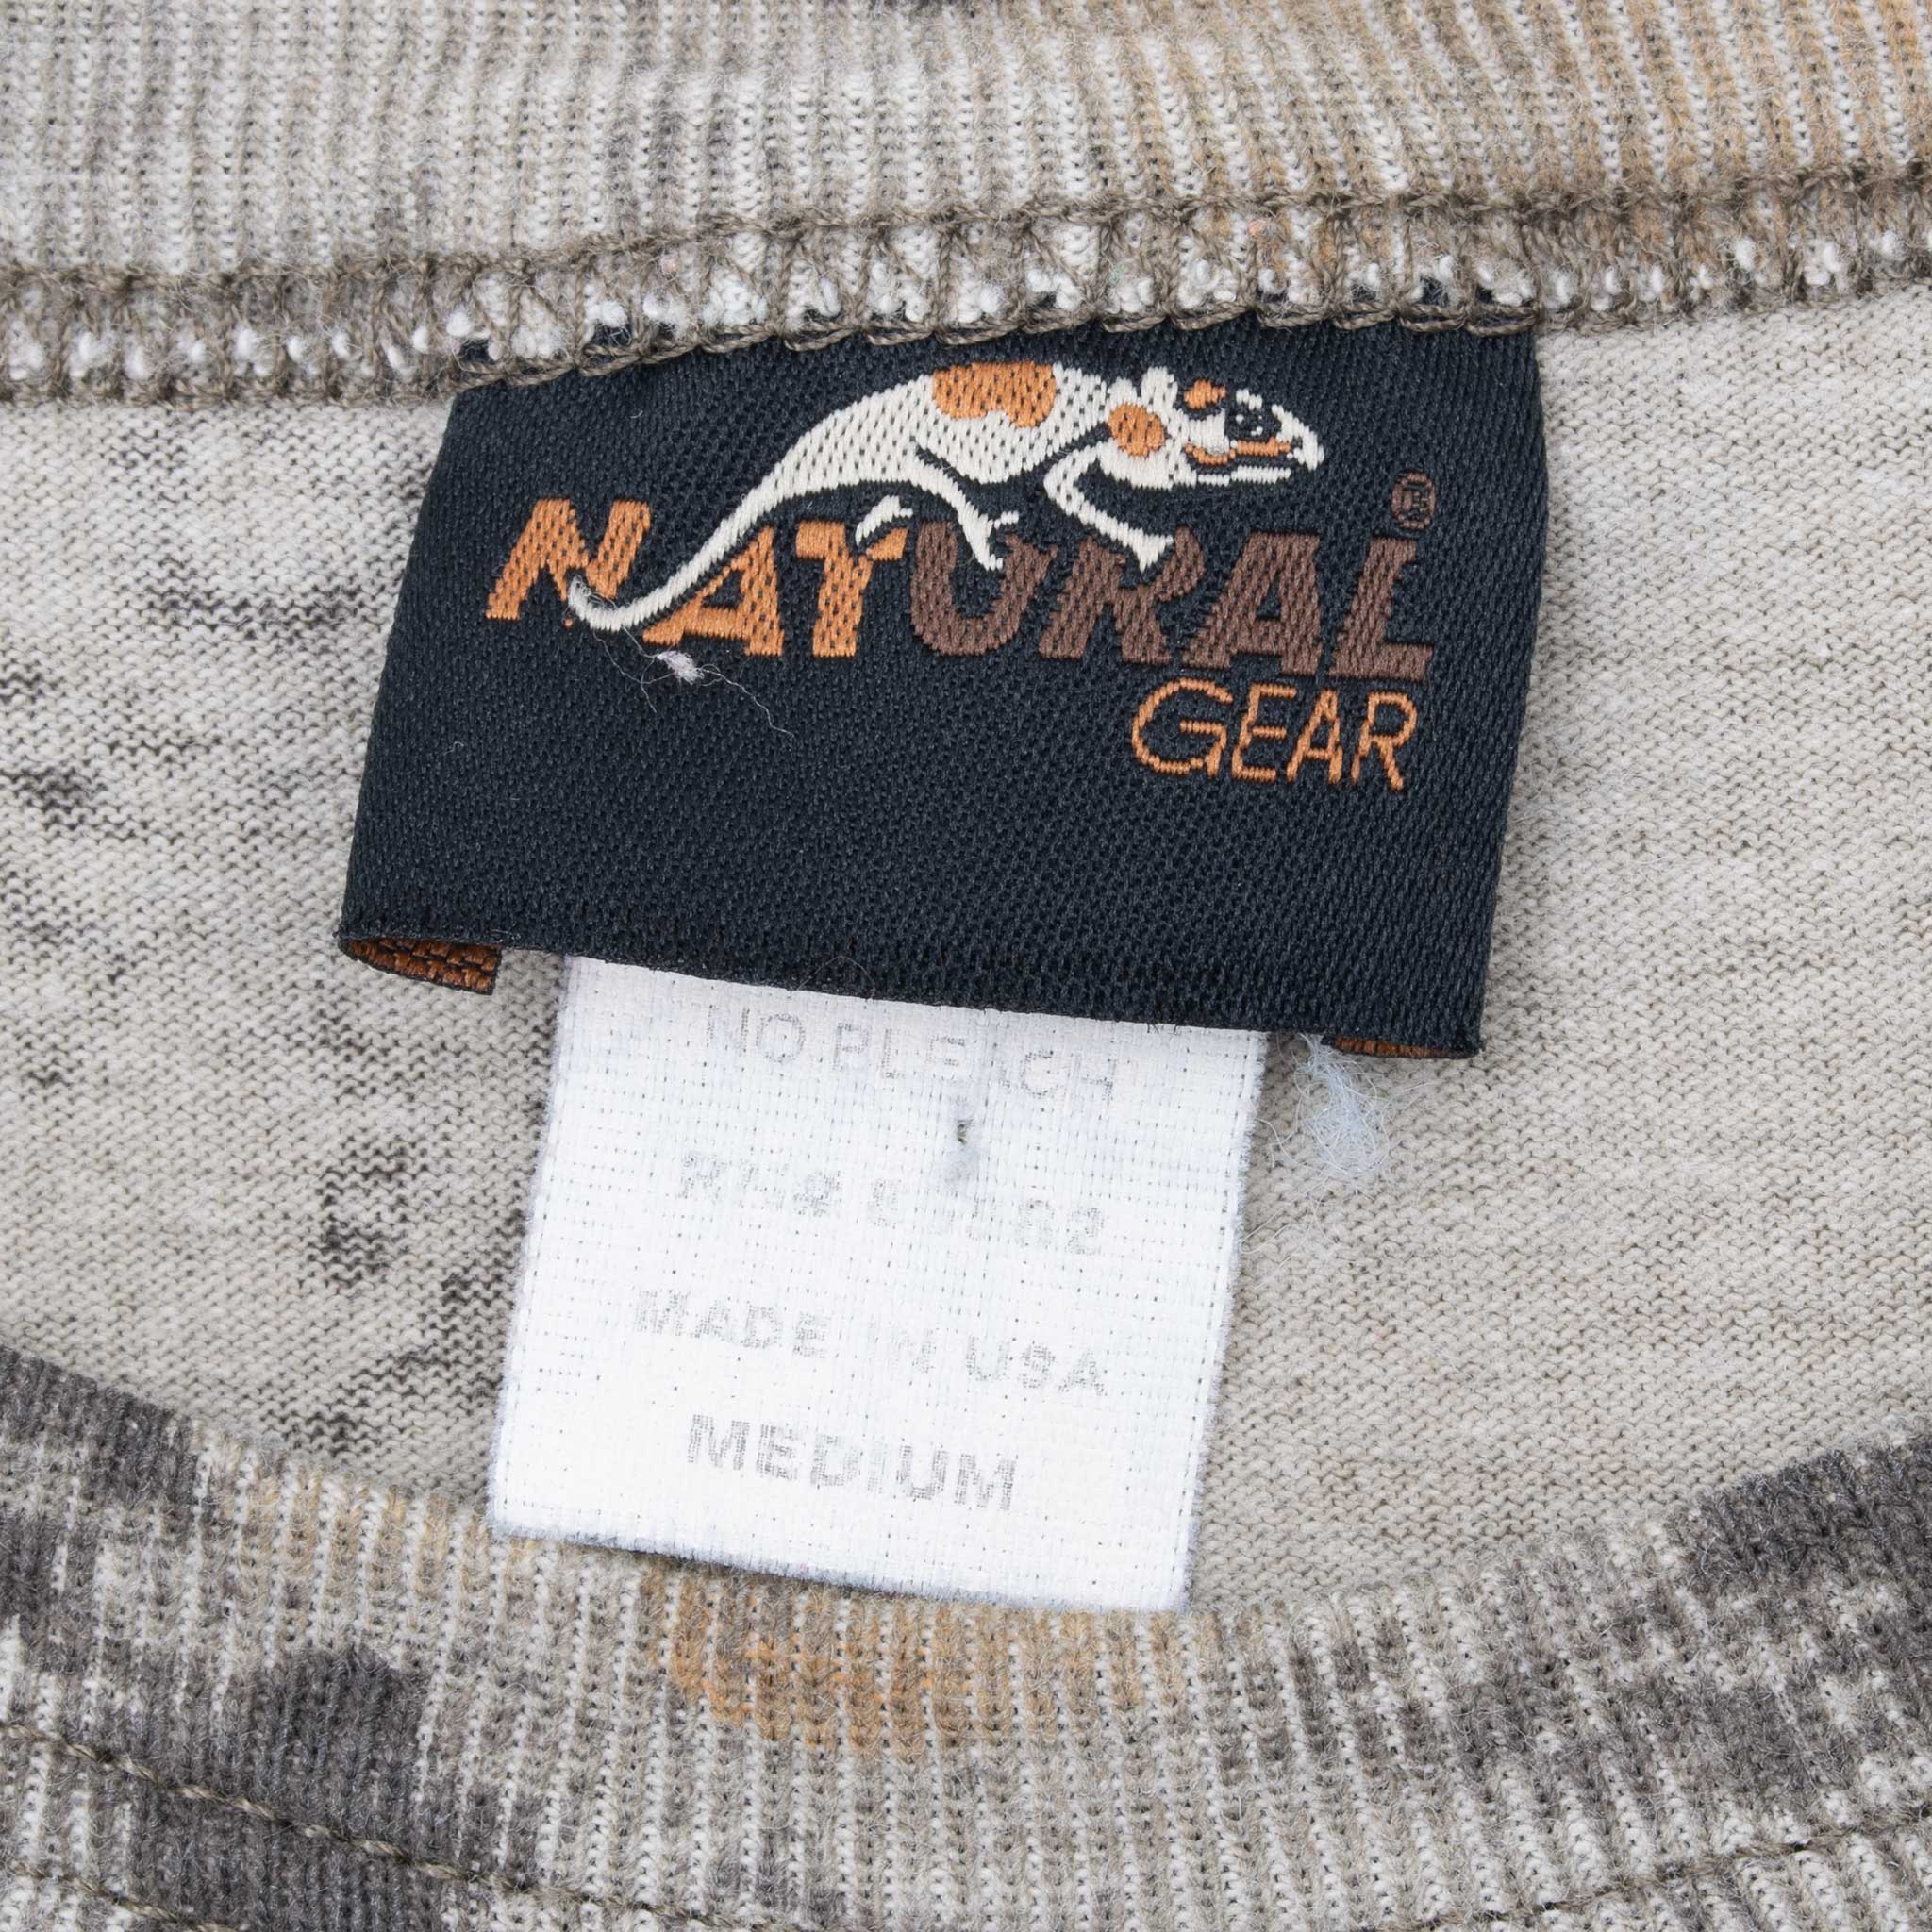 NATURAL®
GEAR
NO BLEACH
MADE IN USA
MEDIUM